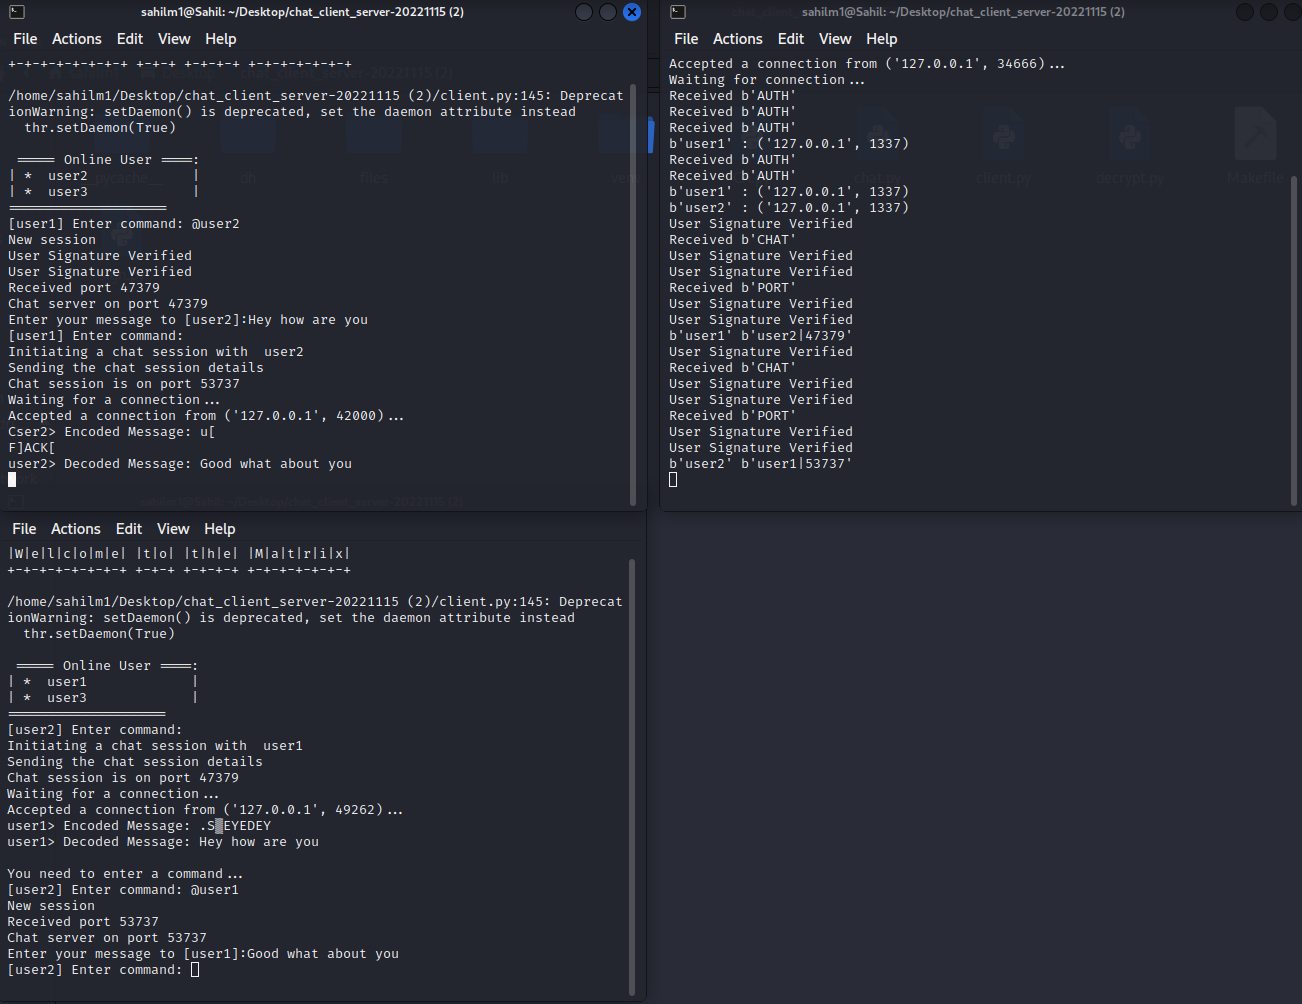 sahilm1@Sahil: ~/Desktop/chat_client_server-20221115 (2)
File Actions Edit View Help
+-+-+-+-+-+-+-+ +-+-+ +-+-+-+ +-+-+-+-+-+-+
/home/sahilm1/Desktop/chat_client_server-20221115 (2)/client.py:145: Deprecat
ionWarning: setDaemon() is deprecated, set the daemon attribute instead
thr.setDaemon(True)
===== Online User ====:
| * user2 |
| * user3 |
====================
[user1] Enter command: @user2
New session
User Signature Verified
User Signature Verified
Received port 47379
Chat server on port 47379
Enter your message to [user2]:Hey how are you
[user1] Enter command:
Initiating a chat session with  user2
Sending the chat session details
Chat session is on port 53737
Waiting for a connection...
Accepted a connection from ('127.0.0.1', 42000)...
Cser2> Encoded Message: u[
F]ACK[
user2> Decoded Message: Good what about you
sahilm1@Sahil: ~/Desktop/chat_client_server-20221115 (2)
File Actions Edit View Help
Accepted a connection from ('127.0.0.1', 34666)...
Waiting for connection...
Received b'AUTH'
Received b'AUTH'
Received b'AUTH'
b'user1' : ('127.0.0.1', 1337)
Received b'AUTH'
Received b'AUTH'
b'user1' : ('127.0.0.1', 1337)
b'user2' : ('127.0.0.1', 1337)
User Signature Verified
Received b'CHAT'
User Signature Verified
User Signature Verified
Received b'PORT'
User Signature Verified
User Signature Verified
b'user1' b'user2|47379'
User Signature Verified
Received b'CHAT'
User Signature Verified
User Signature Verified
Received b'PORT'
User Signature Verified
User Signature Verified
b'user2' b'user1|53737'
chat.py
client.py
decrypt.py
Makefile
File Actions Edit View Help
|W|e|l|c|o|m|e| |t|o| |t|h|e| |M|a|t|r|i|x|
+-+-+-+-+-+-+-+ +-+-+ +-+-+-+ +-+-+-+-+-+-+
/home/sahilm1/Desktop/chat_client_server-20221115 (2)/client.py:145: Deprecat
ionWarning: setDaemon() is deprecated, set the daemon attribute instead
thr.setDaemon(True)
===== Online User ====:
| * user1 |
| * user3 |
====================
[user2] Enter command:
Initiating a chat session with  user1
Sending the chat session details
Chat session is on port 47379
Waiting for a connection...
Accepted a connection from ('127.0.0.1', 49262)...
user1> Encoded Message: .S▒EYEDEY
user1> Decoded Message: Hey how are you
You need to enter a command...
[user2] Enter command: @user1
New session
Received port 53737
Chat server on port 53737
Enter your message to [user1]:Good what about you
[user2] Enter command: